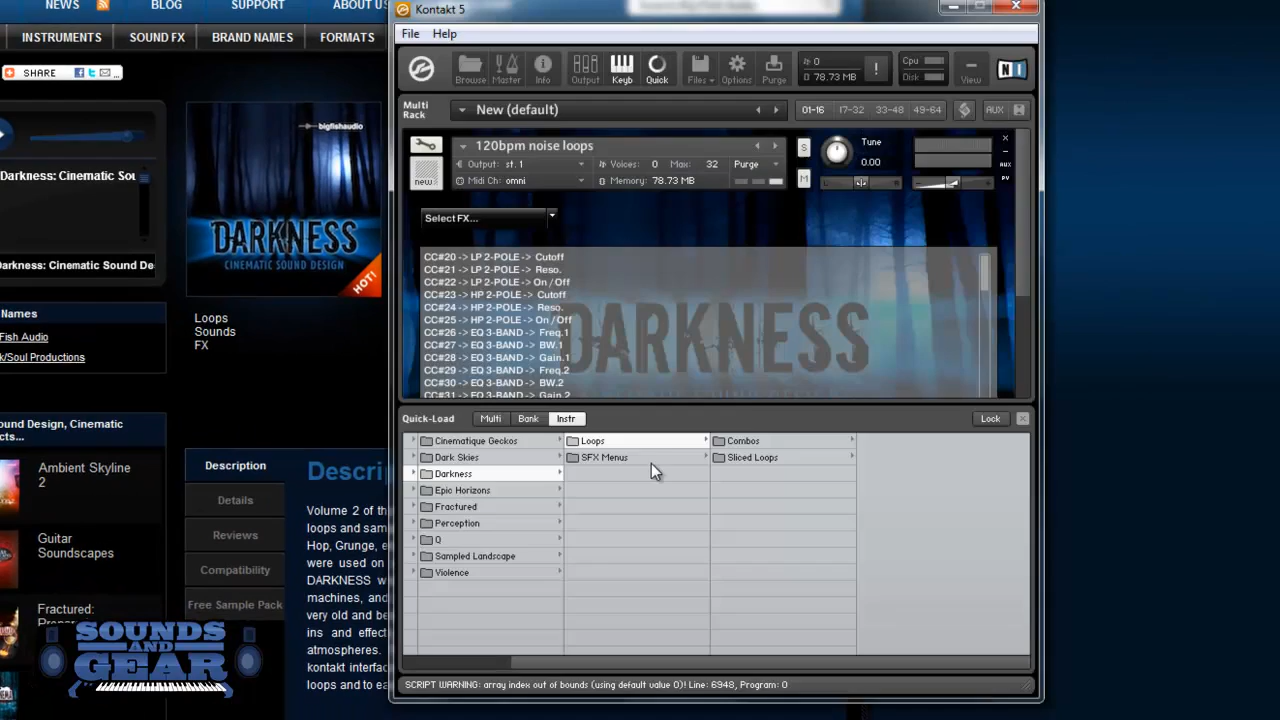 NEWS
BLOG
SUPPORT
ABOUT US
INSTRUMENTS
SOUND FX
BRAND NAMES
FORMATS
SHARE
bigfishaudio
DARKNESS
CINEMATIC SOUND DESIGN
HOT!
Darkness: Cinematic Sou
Darkness: Cinematic Sound De
Loops
Sounds
FX
Names
Fish Audio
k/Soul Productions
Sound Design, Cinematic
cts...
Ambient Skyline
2
Guitar
Soundscapes
Fractured:
SOUNDS
AND
GEAR
Description
Details
Reviews
Compatibility
Free Sample Pack
Descrip
Volume 2 of th
loops and sam
Hop, Grunge, e
were used on
DARKNESS w
machines, and
very old and be
ins and effect
atmospheres.
kontakt interfac
loops and to ea
Kontakt 5
File Help
Browse Master Info Output Keyb Quick Files Options Purge
0
78.73 MB
!
Cpu
Disk
View
NI
Multi
Rack
New (default)
01-16 17-32 33-48 49-64 AUX
120bpm noise loops
Output: st. 1 Voices: 0 Max: 32 Purge
Midi Ch: omni Memory: 78.73 MB
new!
S
M
Tune
0.00
L R
AUX
PV
Select FX...
CC#20 -> LP 2-POLE -> Cutoff
CC#21 -> LP 2-POLE -> Reso.
CC#22 -> LP 2-POLE -> On / Off
CC#23 -> HP 2-POLE -> Cutoff
CC#24 -> HP 2-POLE -> Reso.
CC#25 -> HP 2-POLE -> On / Off
CC#26 -> EQ 3-BAND -> Freq.1
CC#27 -> EQ 3-BAND -> BW.1
CC#28 -> EQ 3-BAND -> Gain.1
CC#29 -> EQ 3-BAND -> Freq.2
CC#30 -> EQ 3-BAND -> BW.2
CC#31 -> EQ 3-BAND -> Gain.2
DARKNESS
Quick-Load Multi Bank Instr Lock
Cinematique Geckos
Dark Skies
Darkness
Epic Horizons
Fractured
Perception
Q
Sampled Landscape
Violence
Loops
SFX Menus
Combos
Sliced Loops
SCRIPT WARNING: array index out of bounds (using default value 0)! Line: 6948, Program: 0